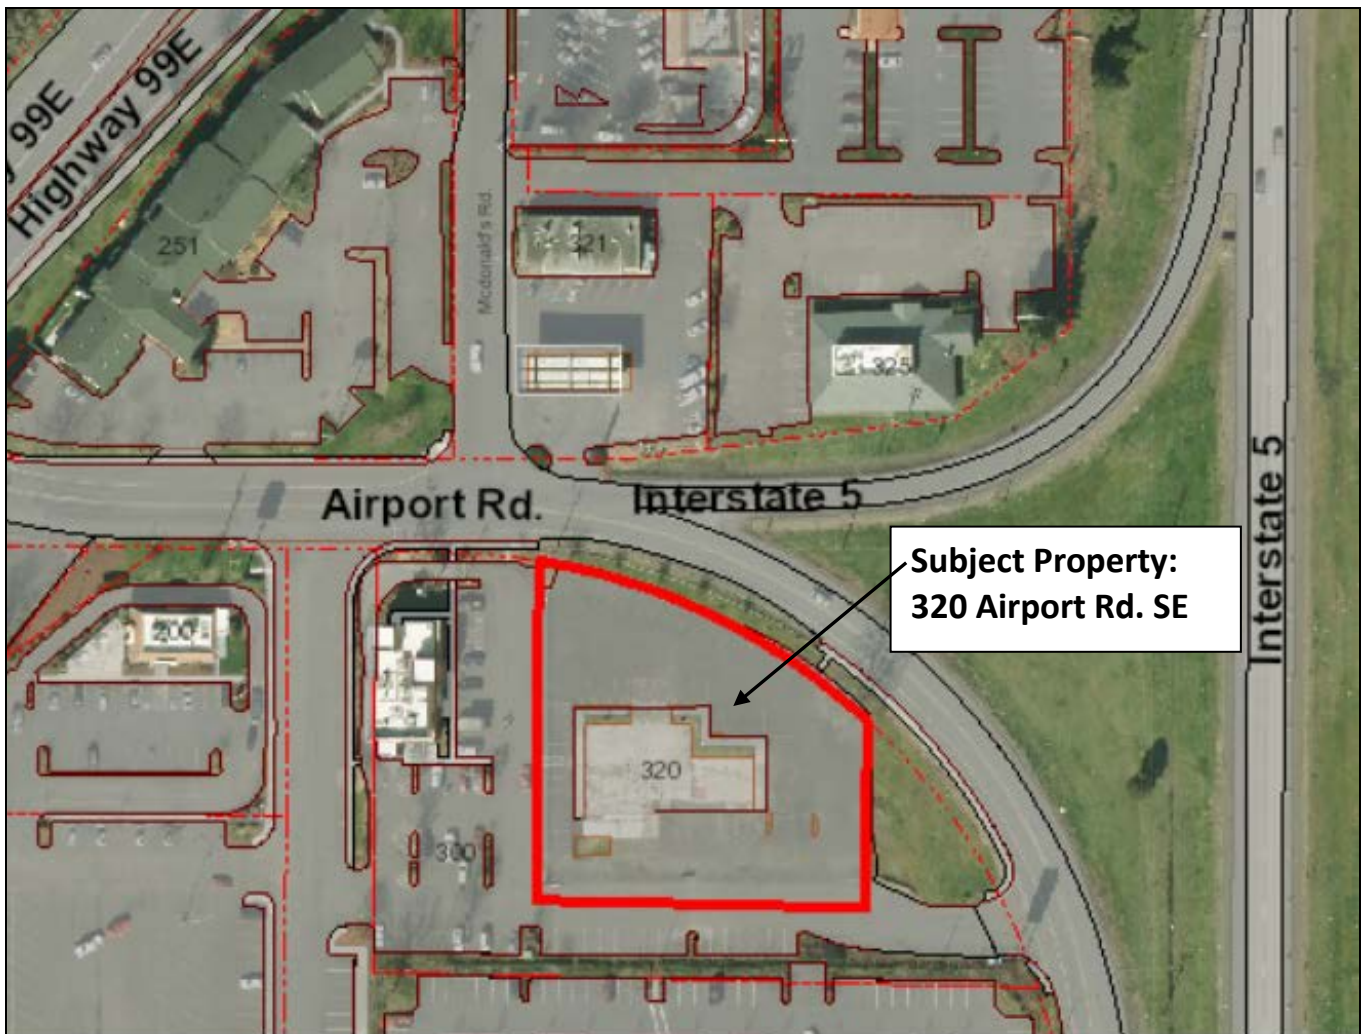 y 99E
Highway 99E
251
Mcdonald's Rd.
321
325
Airport Rd.
Interstate 5
Subject Property:
320 Airport Rd. SE
Interstate 5
200
320
300